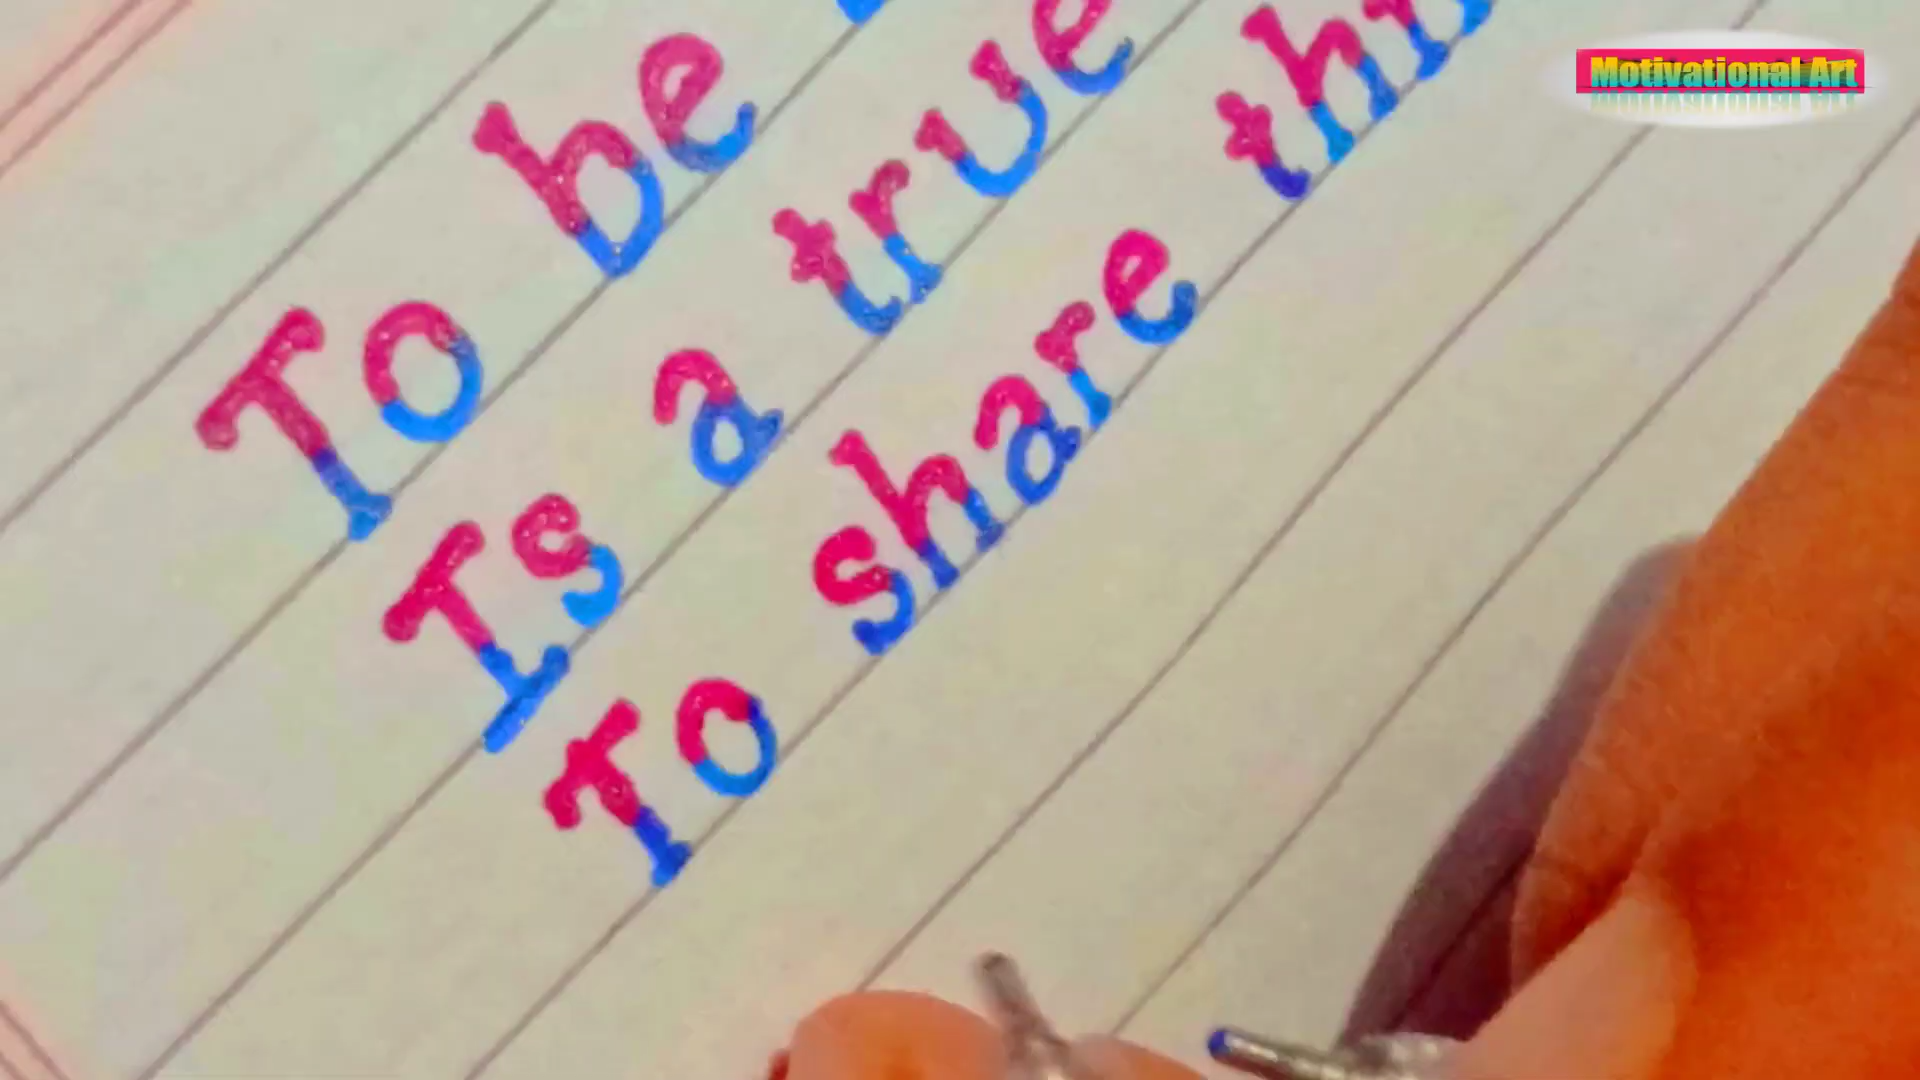 Motivational Art
To be
Is a true
To share